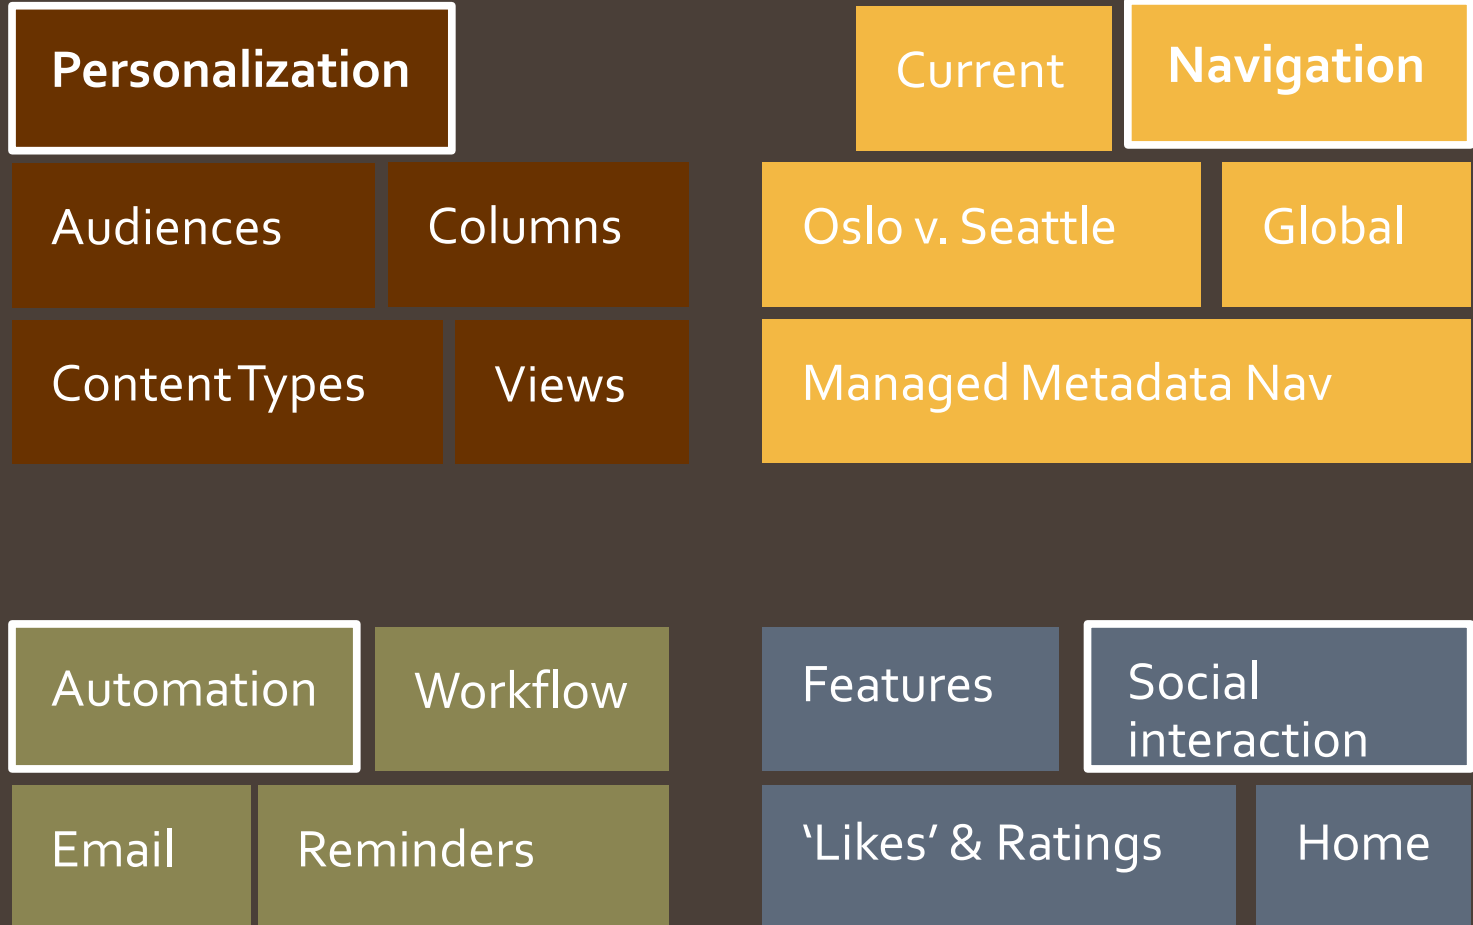 Personalization
Audiences
Columns
Content Types
Views
Current
Navigation
Oslo v. Seattle
Global
Managed Metadata Nav
Automation
Workflow
Email
Reminders
Features
Social
interaction
‘Likes’ & Ratings
Home